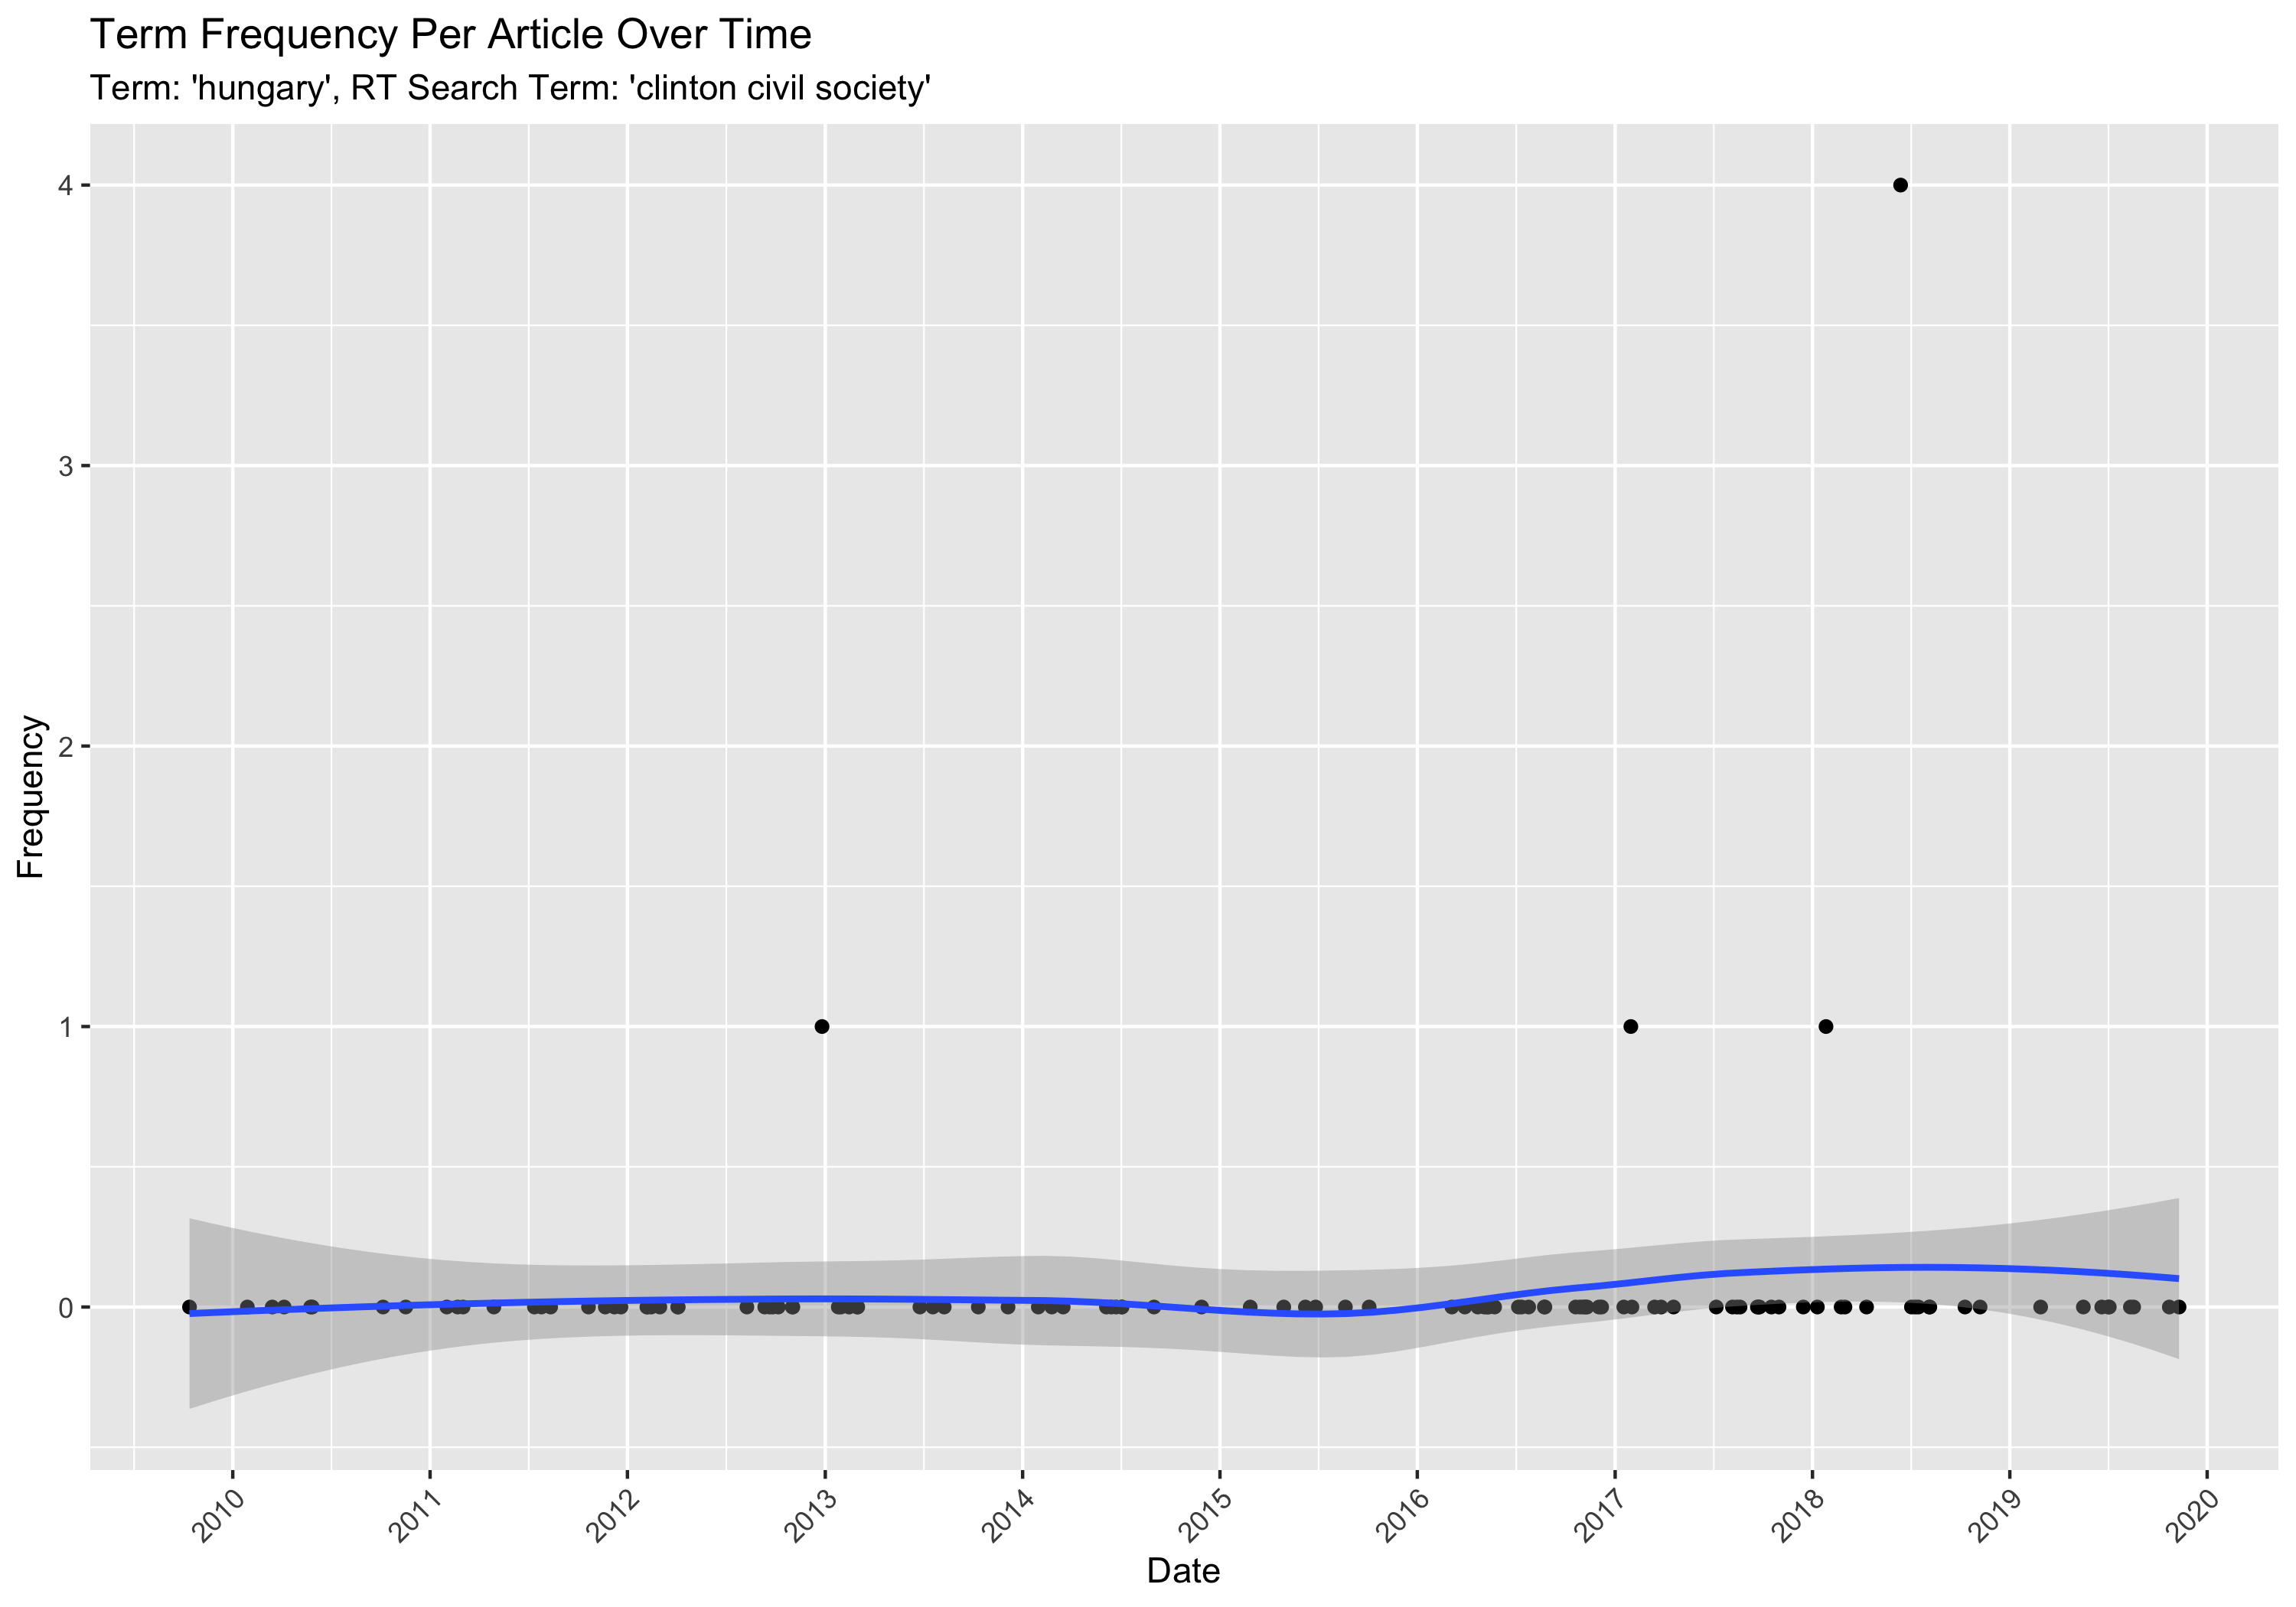 Term Frequency Per Article Over Time
Term: 'hungary', RT Search Term: 'clinton civil society'
4
3
2
1
0
Frequency
2010 2011 2012 2013 2014 2015 2016 2017 2018 2019 2020
Date